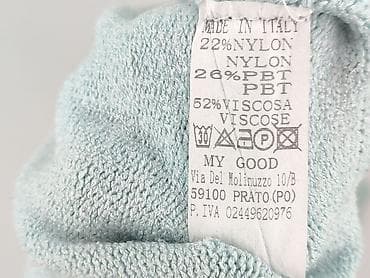 MADE IN ITALY
22%NYLON
NYLON
26%PBT
PBT
52%VISCOSA
VISCOSE
30 A P
MY GOOD
Via Del Molinuzzo 10/B
59100 PRATO(PO)
P.IVA 02449620976